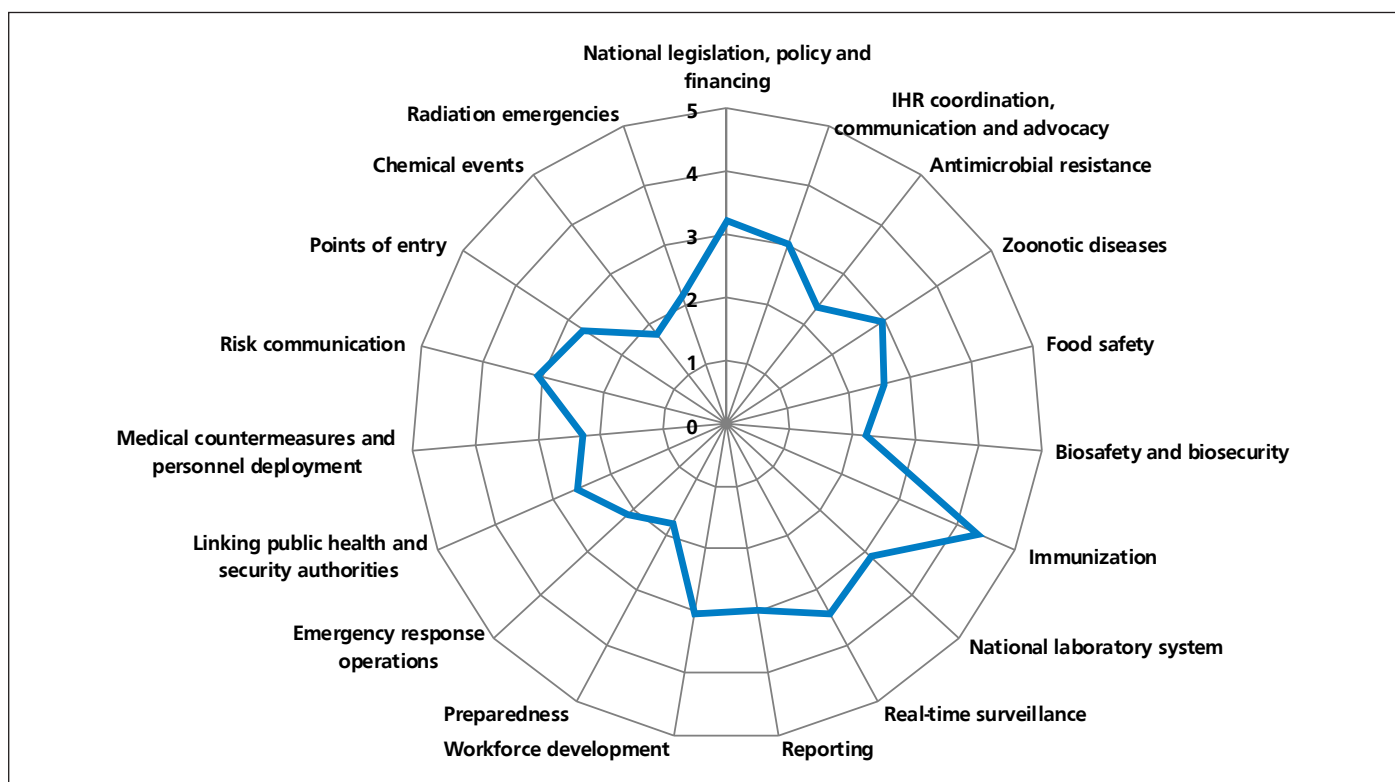 National legislation, policy and
financing
IHR coordination,
communication and advocacy
Antimicrobial resistance
Zoonotic diseases
Food safety
Biosafety and biosecurity
Immunization
National laboratory system
Real-time surveillance
Reporting
Workforce development
Preparedness
Emergency response
operations
Linking public health and
security authorities
Medical countermeasures and
personnel deployment
Risk communication
Points of entry
Chemical events
Radiation emergencies
5
4
3
2
1
0